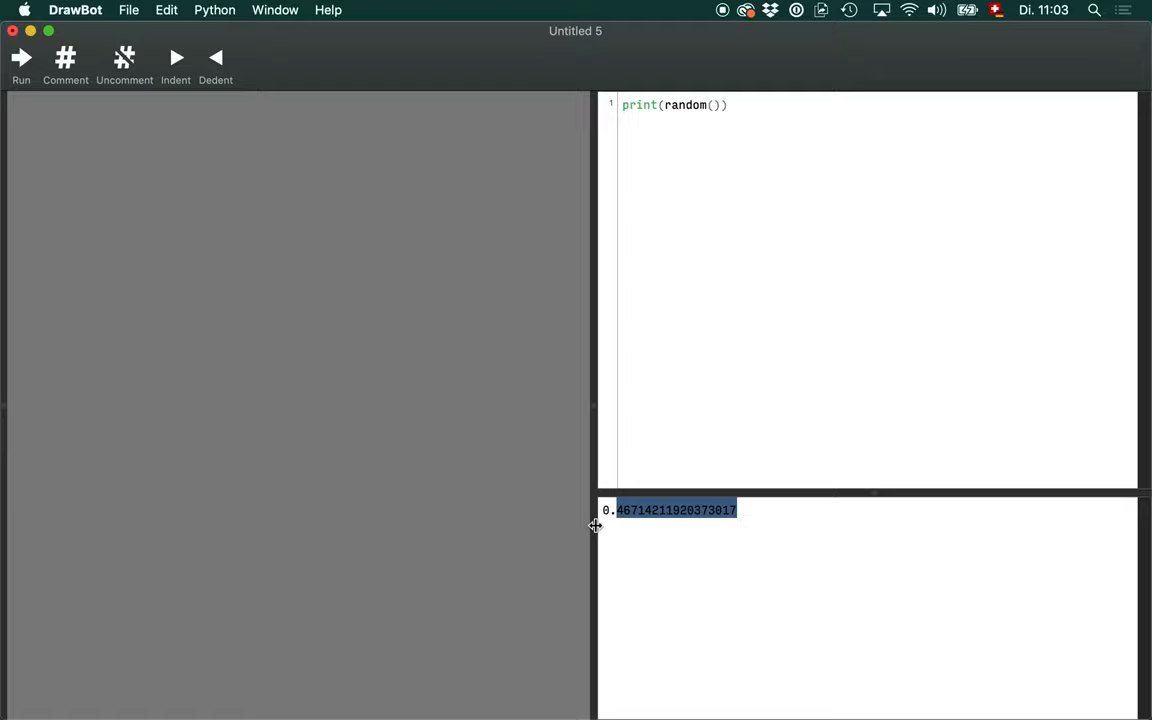 DrawBot File Edit Python Window Help Di. 11:03
Untitled 5
Run Comment Uncomment Indent Dedent
1 print(random())
0.46714211920373017